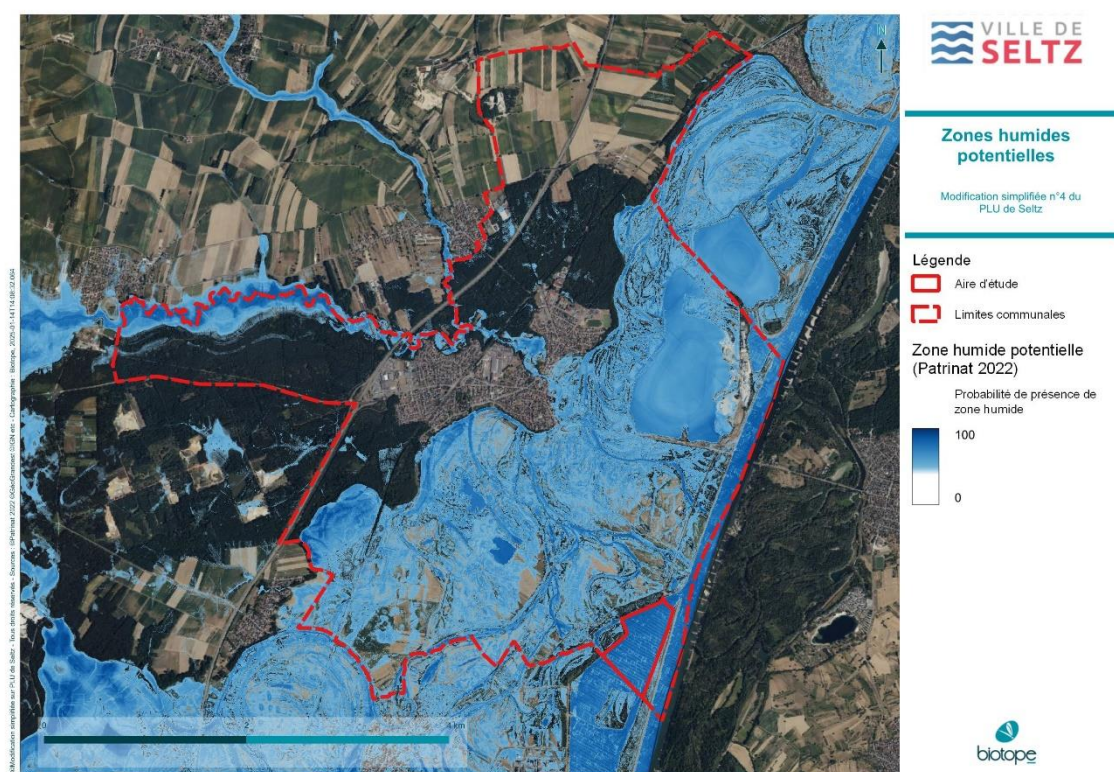 VILLE DE
SELTZ
Zones humides
potentielles
Modification simplifiée n°4 du
PLU de Seltz
Légende
Aire d'étude
Limites communales
Zone humide potentielle
(Patrinat 2022)
Probabilité de présence de
zone humide
100
0
biotope
N
0
2
4 km